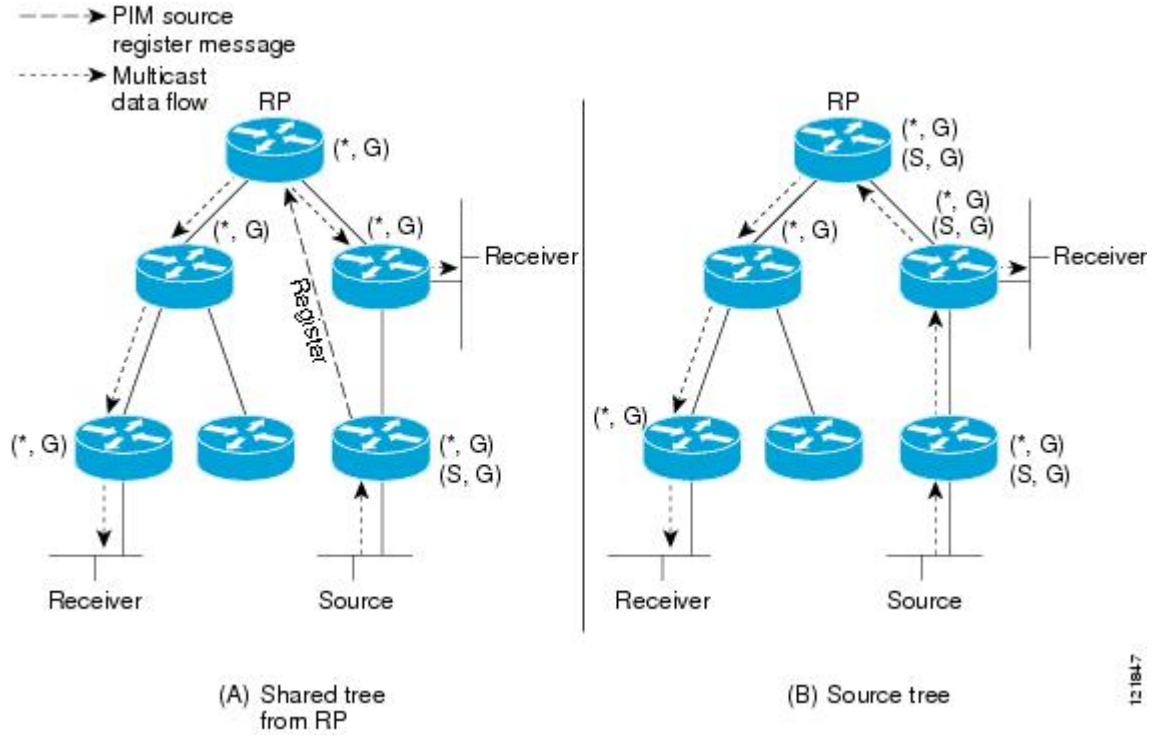 PIM source
register message
Multicast
data flow
RP
(*, G)
(*, G)
(*, G)
Receiver
Register
(*, G)
(*, G)
(S, G)
Receiver
Source
(A) Shared tree
from RP
RP
(*, G)
(S, G)
(*, G)
(*, G)
(S, G)
Receiver
(*, G)
(*, G)
(S, G)
Receiver
Source
(B) Source tree
121847